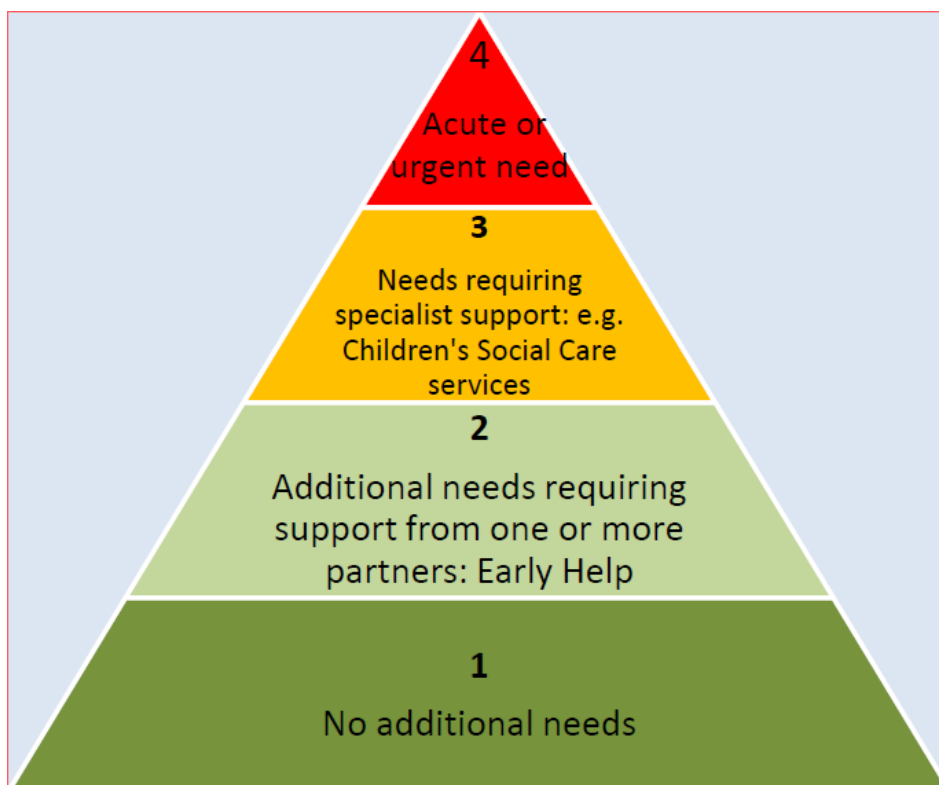 4
Acute or
urgent need
3
Needs requiring
specialist support: e.g.
Children's Social Care
services
2
Additional needs requiring
support from one or more
partners: Early Help
1
No additional needs